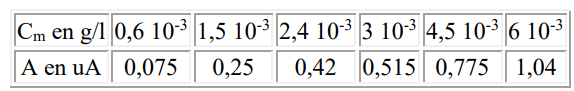 Cm en g/l 0,6 10-3 1,5 10-3 2,4 10-3 3 10-3 4,5 10-3 6 10-3
A en uA 0,075 0,25 0,42 0,515 0,775 1,04